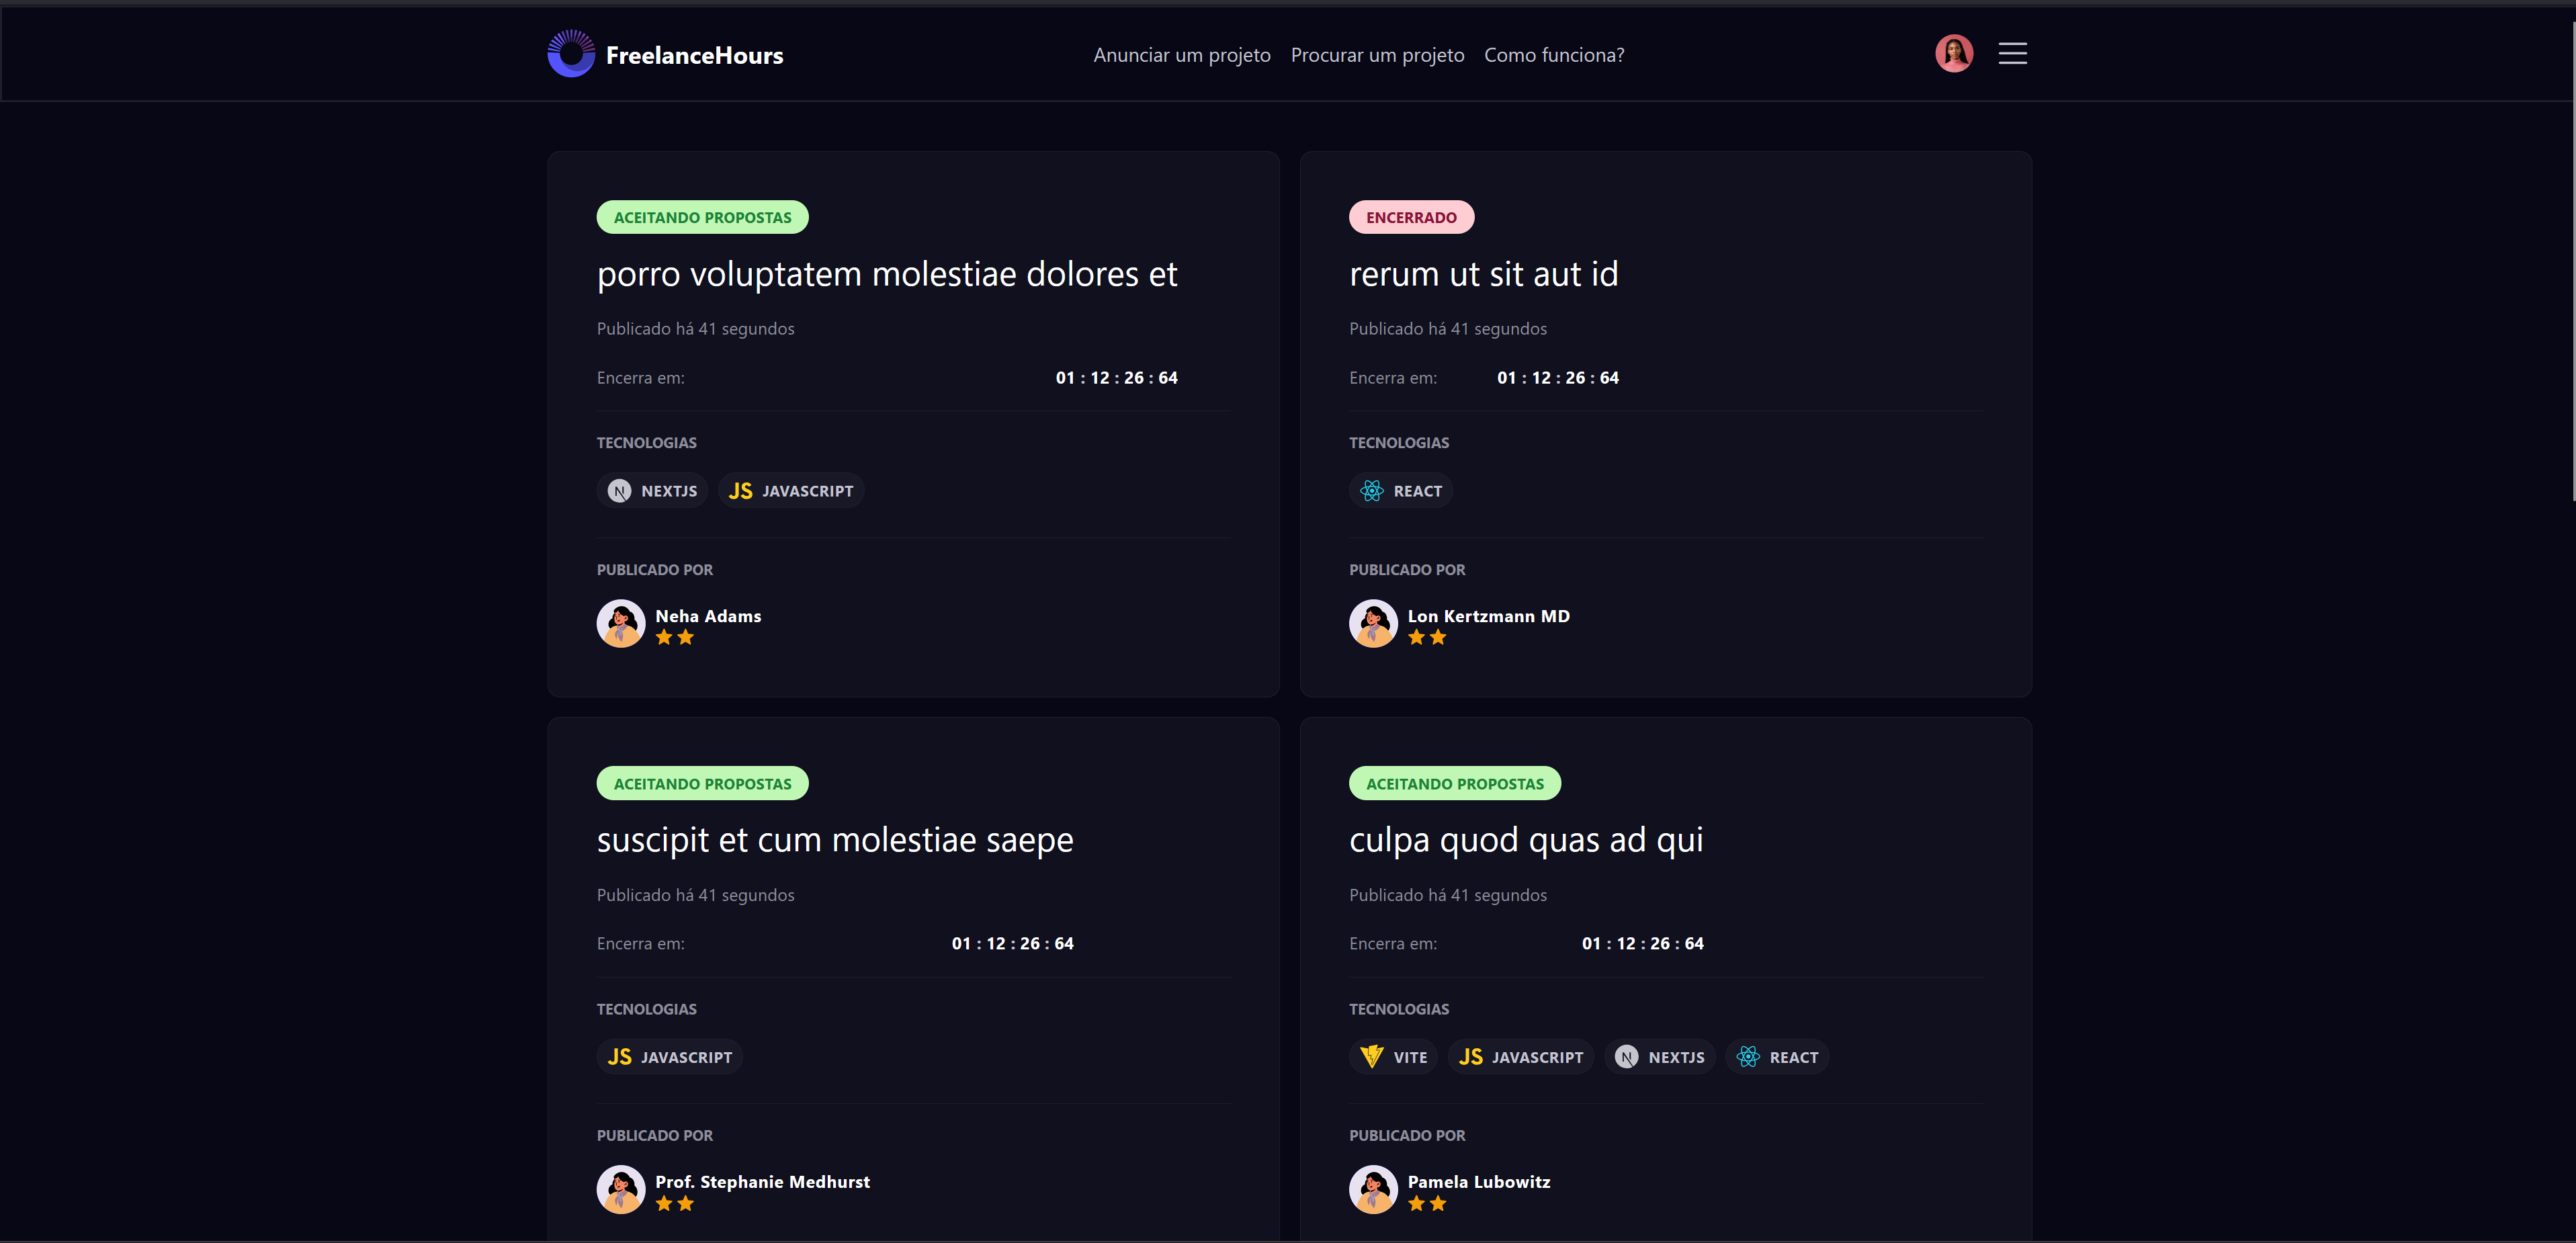 FreelanceHours
Anunciar um projeto Procurar um projeto Como funciona?
ACEITANDO PROPOSTAS
porro voluptatem molestiae dolores et
Publicado há 41 segundos
Encerra em: 01 : 12 : 26 : 64
TECNOLOGIAS
N NEXTJS JS JAVASCRIPT
PUBLICADO POR
Neha Adams
ENCERRADO
rerum ut sit aut id
Publicado há 41 segundos
Encerra em: 01 : 12 : 26 : 64
TECNOLOGIAS
REACT
PUBLICADO POR
Lon Kertzmann MD
ACEITANDO PROPOSTAS
suscipit et cum molestiae saepe
Publicado há 41 segundos
Encerra em: 01 : 12 : 26 : 64
TECNOLOGIAS
JS JAVASCRIPT
PUBLICADO POR
Prof. Stephanie Medhurst
ACEITANDO PROPOSTAS
culpa quod quas ad qui
Publicado há 41 segundos
Encerra em: 01 : 12 : 26 : 64
TECNOLOGIAS
VITE JS JAVASCRIPT N NEXTJS REACT
PUBLICADO POR
Pamela Lubowitz